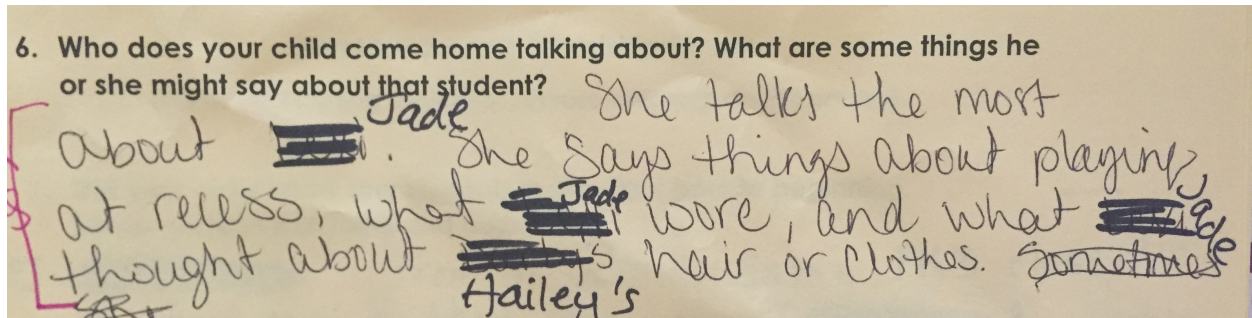 6. Who does your child come home talking about? What are some things he
or she might say about that student? She talks the most
about Jade. She says things about playing
at recess, what Jade wore, and what Jade
thought about Hailey's hair or clothes. Sometimes